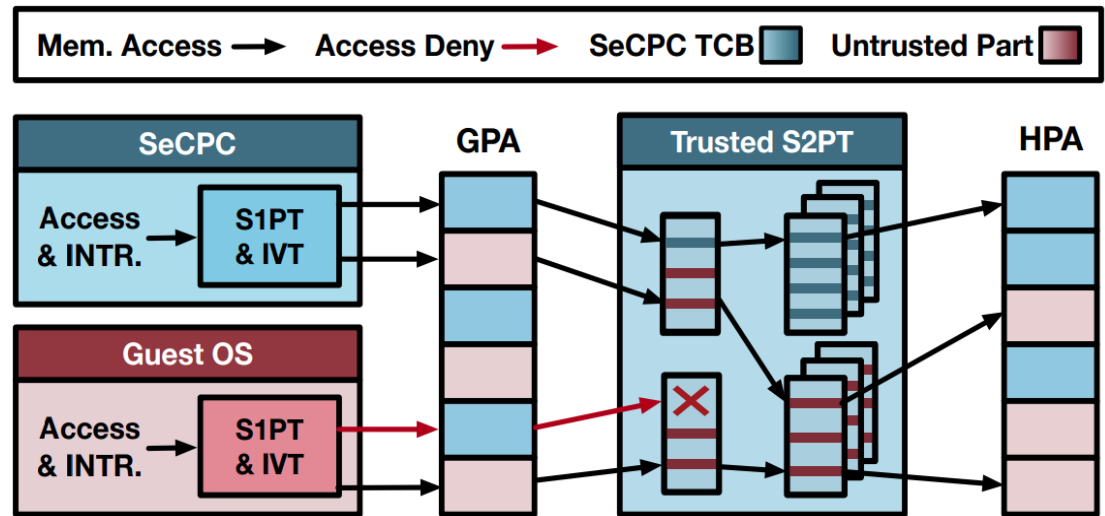 Mem. Access
Access Deny
SeCPC TCB
Untrusted Part
SeCPC
GPA
Trusted S2PT
HPA
Access
& INTR.
S1PT
& IVT
Guest OS
Access
& INTR.
S1PT
& IVT